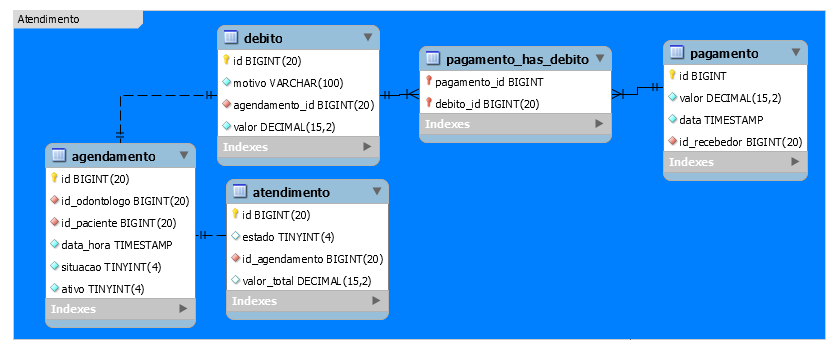 Atendimento
debito
id BIGINT(20)
motivo VARCHAR(100)
agendamento_id BIGINT(20)
valor DECIMAL(15,2)
Indexes
pagamento_has_debito
pagamento_id BIGINT
debito_id BIGINT(20)
Indexes
pagamento
id BIGINT
valor DECIMAL(15,2)
data TIMESTAMP
id_recebedor BIGINT(20)
Indexes
agendamento
id BIGINT(20)
id_odontologo BIGINT(20)
id_paciente BIGINT(20)
data_hora TIMESTAMP
situacao TINYINT(4)
ativo TINYINT(4)
Indexes
atendimento
id BIGINT(20)
estado TINYINT(4)
id_agendamento BIGINT(20)
valor_total DECIMAL(15,2)
Indexes